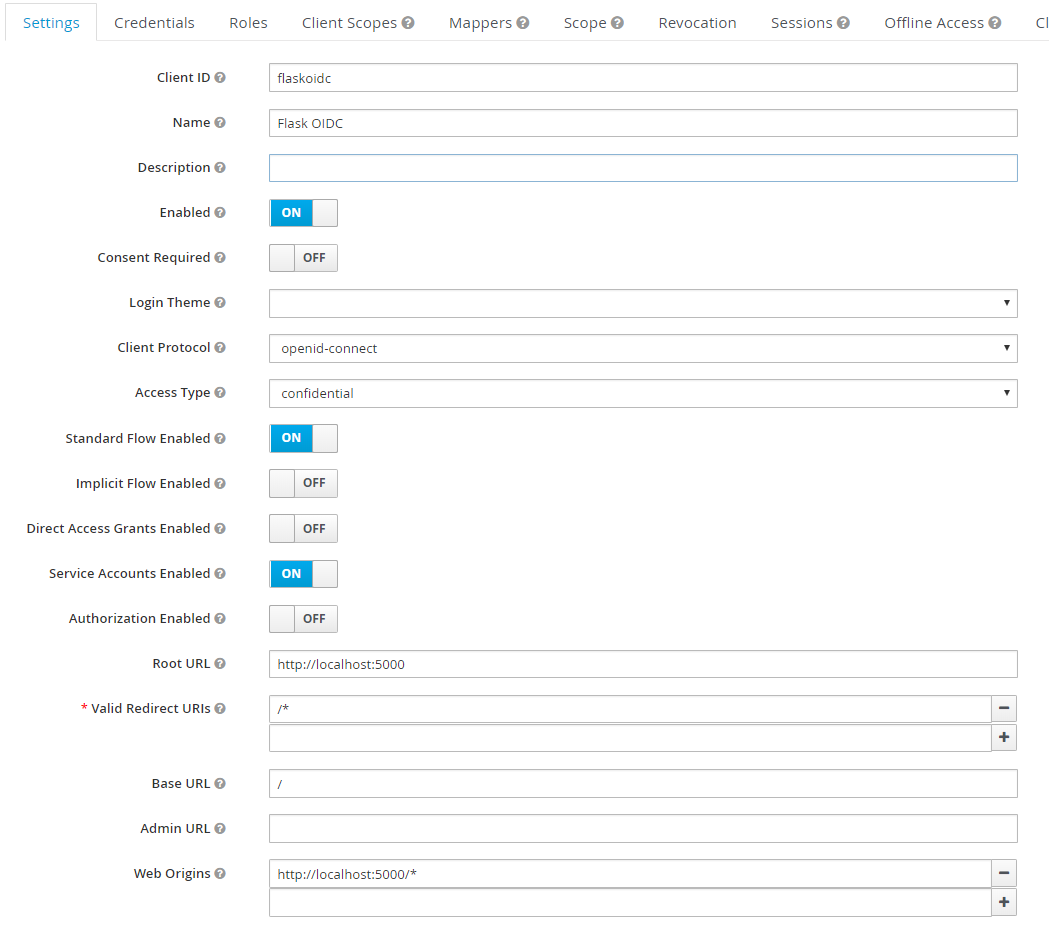 Settings Credentials Roles Client Scopes Mappers Scope Revocation Sessions Offline Access Cl
Client ID flaskoidc
Name Flask OIDC
Description
Enabled ON
Consent Required OFF
Login Theme
Client Protocol openid-connect
Access Type confidential
Standard Flow Enabled ON
Implicit Flow Enabled OFF
Direct Access Grants Enabled OFF
Service Accounts Enabled ON
Authorization Enabled OFF
Root URL http://localhost:5000
* Valid Redirect URIs /*
Base URL /
Admin URL
Web Origins http://localhost:5000/*